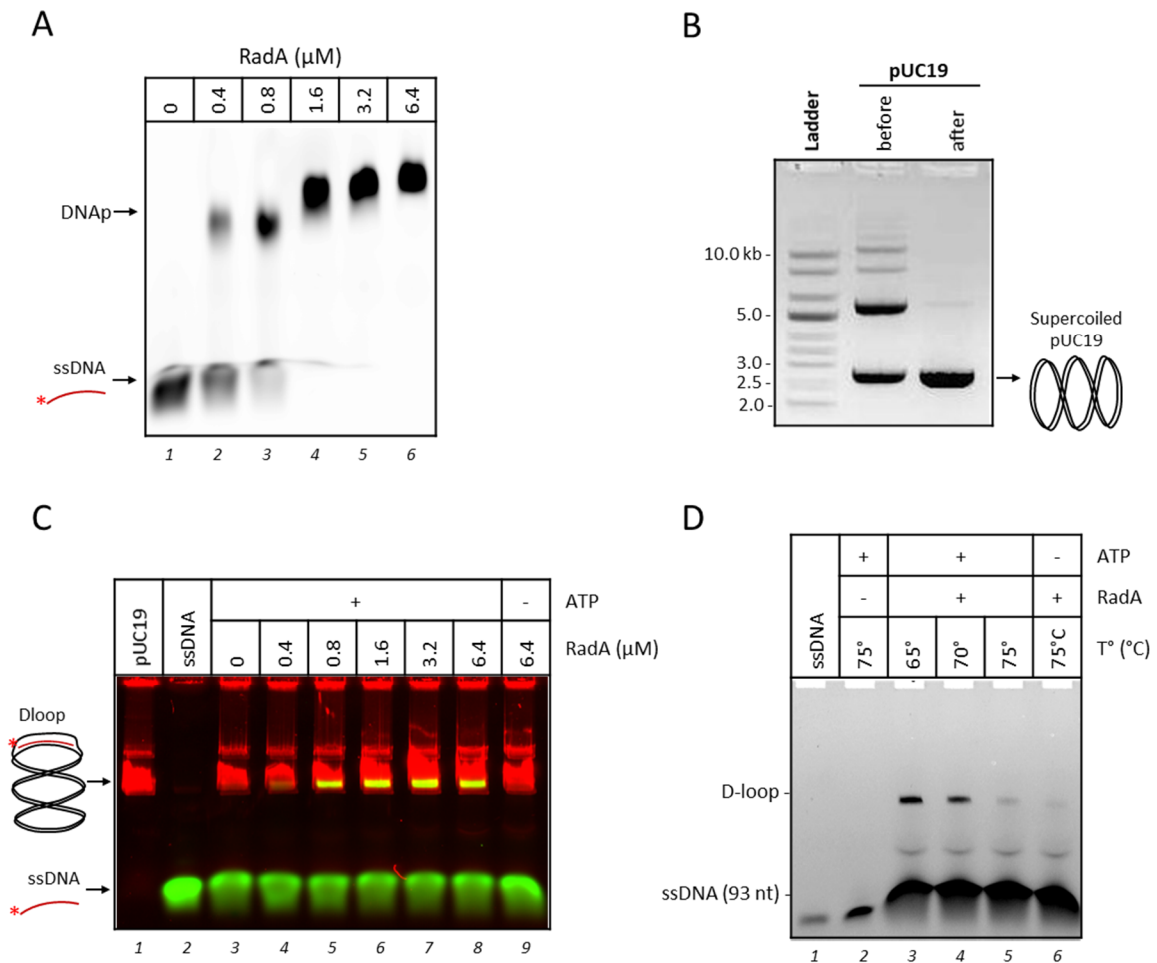 A
RadA (µM)
0 0.4 0.8 1.6 3.2 6.4
DNAp
ssDNA
*
1 2 3 4 5 6
B
pUC19
Ladder before after
10.0 kb -
5.0 -
3.0 -
2.5 -
2.0 -
Supercoiled
pUC19
C
pUC19 ssDNA + - ATP
0 0.4 0.8 1.6 3.2 6.4 6.4 RadA (µM)
Dloop
*
ssDNA
*
1 2 3 4 5 6 7 8 9
D
ssDNA + + - ATP
- + + RadA
75° 65° 70° 75° 75°C T° (°C)
D-loop -
ssDNA (93 nt) -
1 2 3 4 5 6